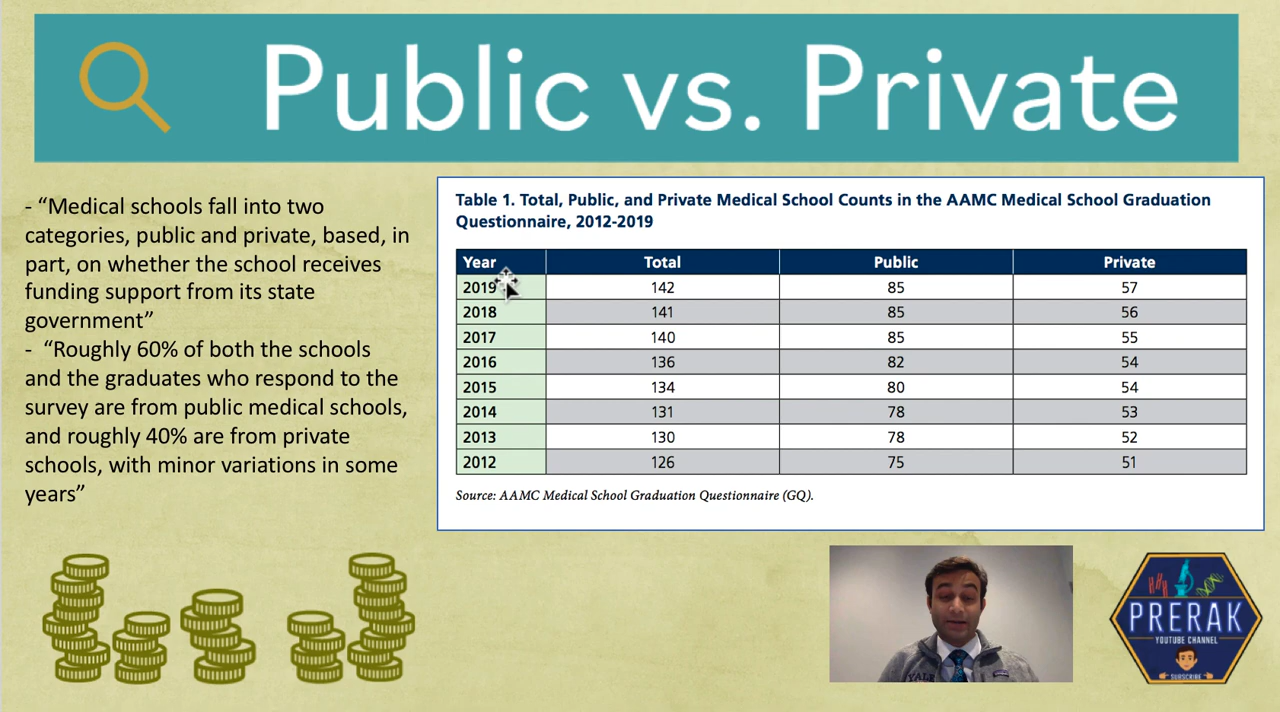 Public vs. Private
- “Medical schools fall into two
categories, public and private, based, in
part, on whether the school receives
funding support from its state
government”
- “Roughly 60% of both the schools
and the graduates who respond to the
survey are from public medical schools,
and roughly 40% are from private
schools, with minor variations in some
years”
Table 1. Total, Public, and Private Medical School Counts in the AAMC Medical School Graduation
Questionnaire, 2012-2019
Year Total Public Private
2019 142 85 57
2018 141 85 56
2017 140 85 55
2016 136 82 54
2015 134 80 54
2014 131 78 53
2013 130 78 52
2012 126 75 51
Source: AAMC Medical School Graduation Questionnaire (GQ).
YALE
PRERAK
YOUTUBE CHANNEL
SUBSCRIBE